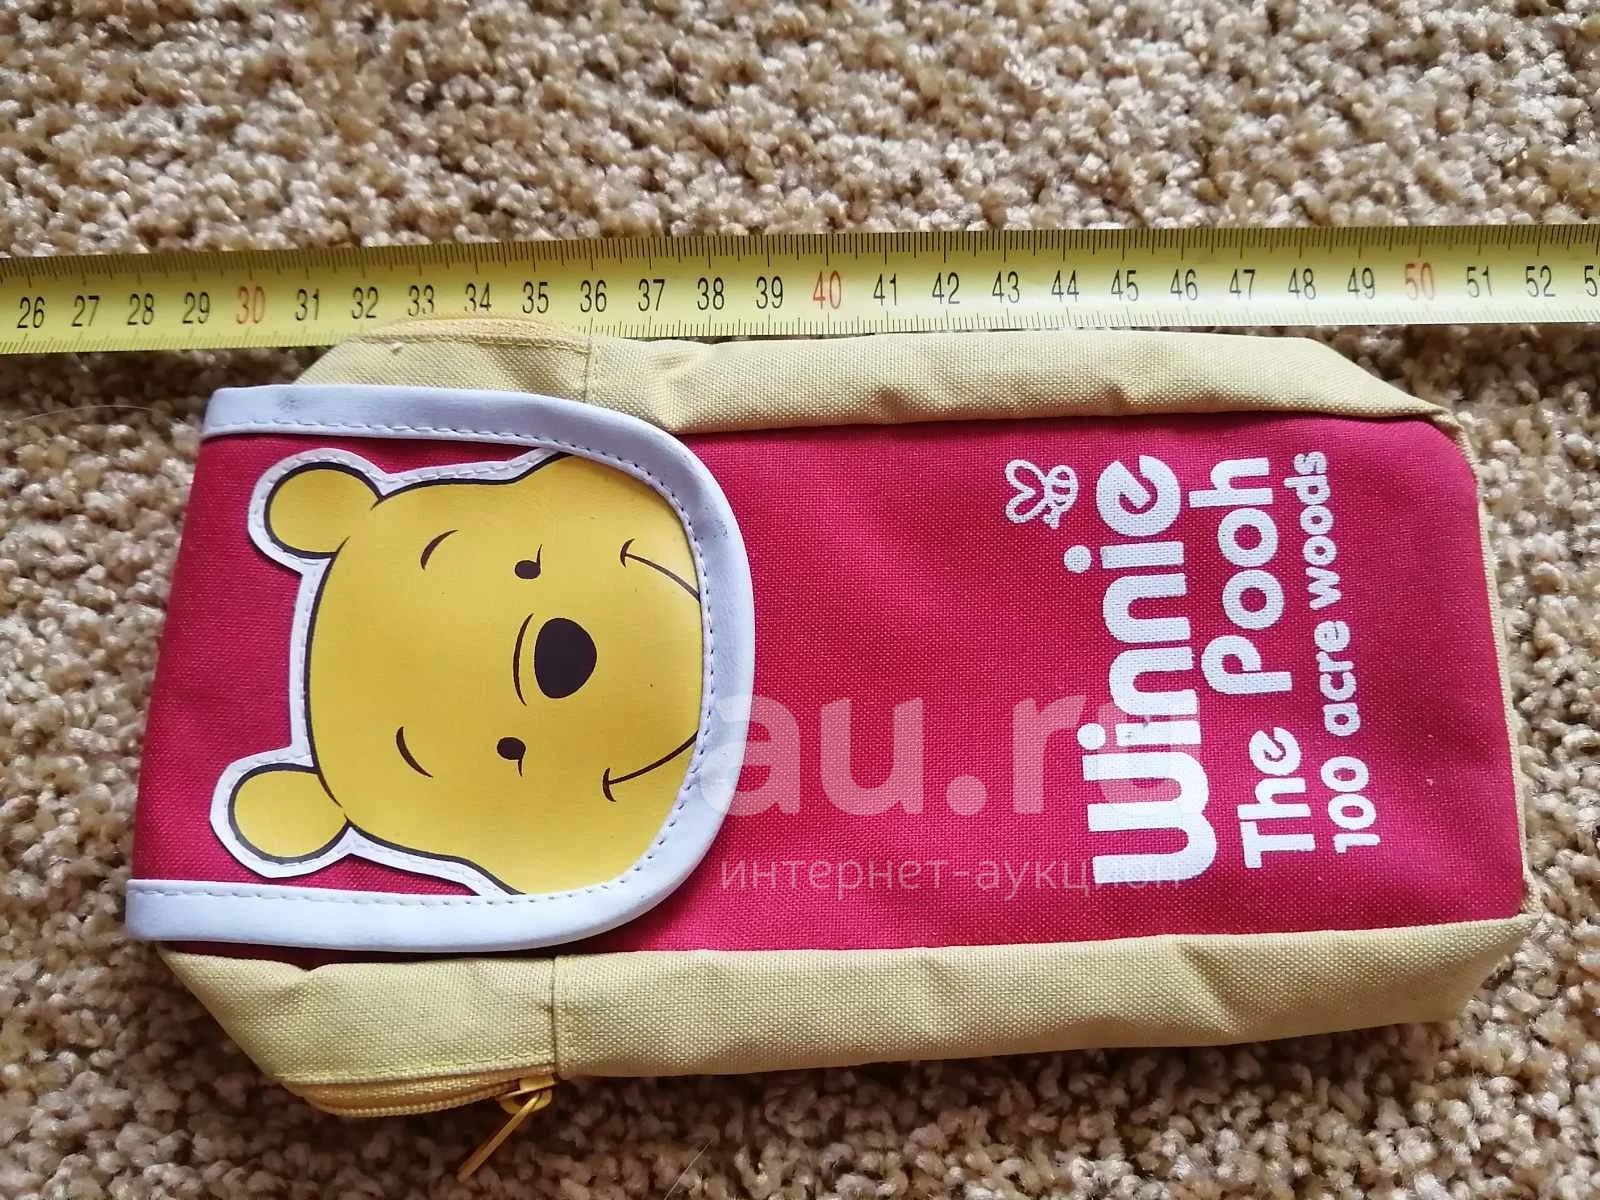 26 27 28 29 30 31 32 33 34 35 36 37 38 39 40 41 42 43 44 45 46 47 48 49 50 51 52
Winnie
The Pooh
100 acre woods
au.ru
интернет-аукцион